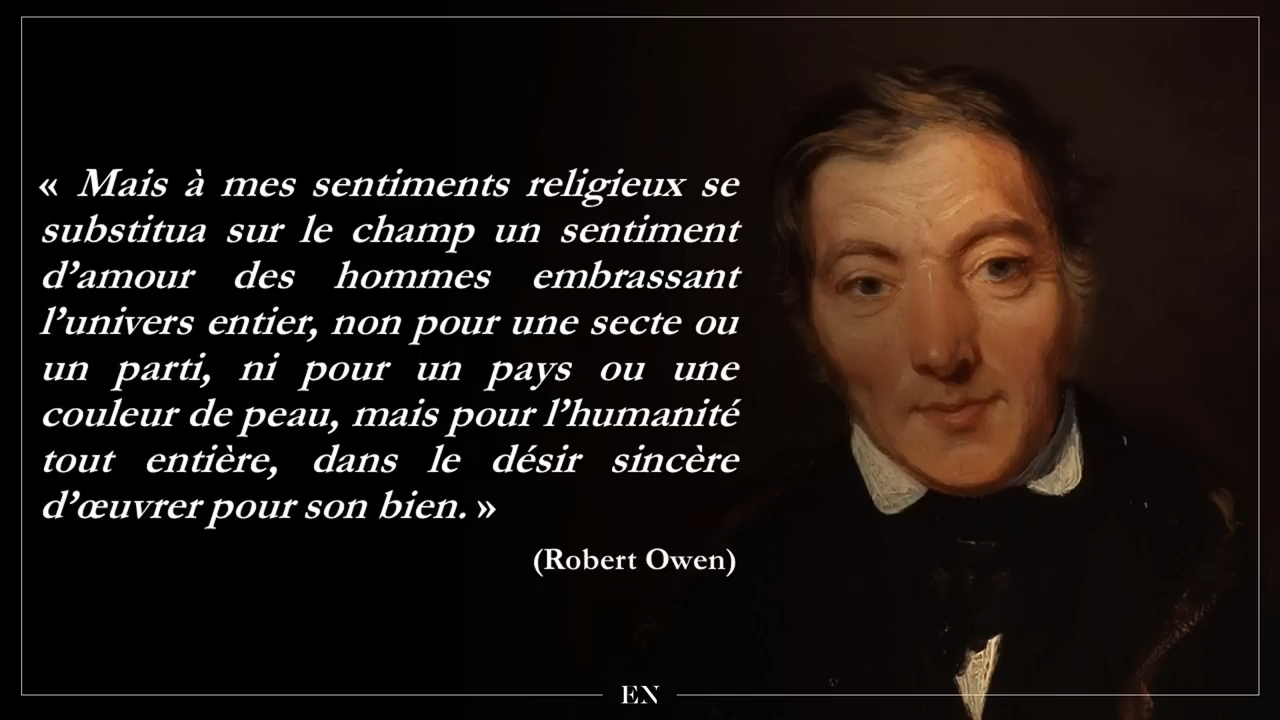 « Mais à mes sentiments religieux se
substitua sur le champ un sentiment
d’amour des hommes embrassant
l’univers entier, non pour une secte ou
un parti, ni pour un pays ou une
couleur de peau, mais pour l’humanité
tout entière, dans le désir sincère
d’œuvrer pour son bien. »
(Robert Owen)
EN